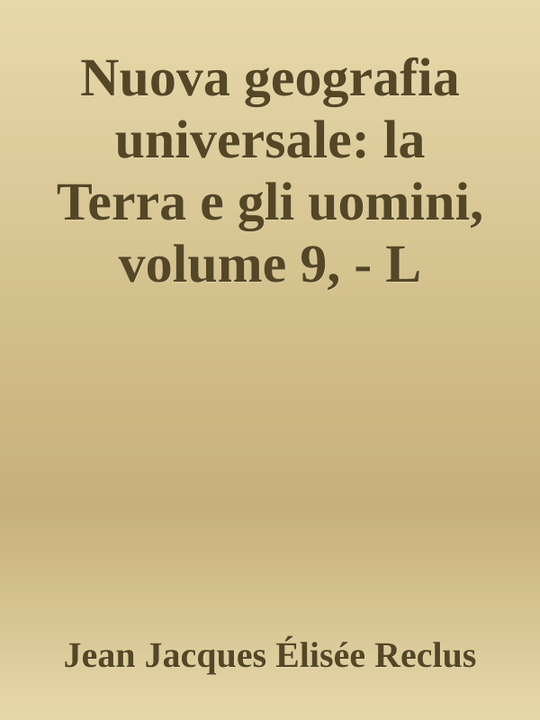 Nuova geografia
universale: la
Terra e gli uomini,
volume 9, - L
Jean Jacques Élisée Reclus